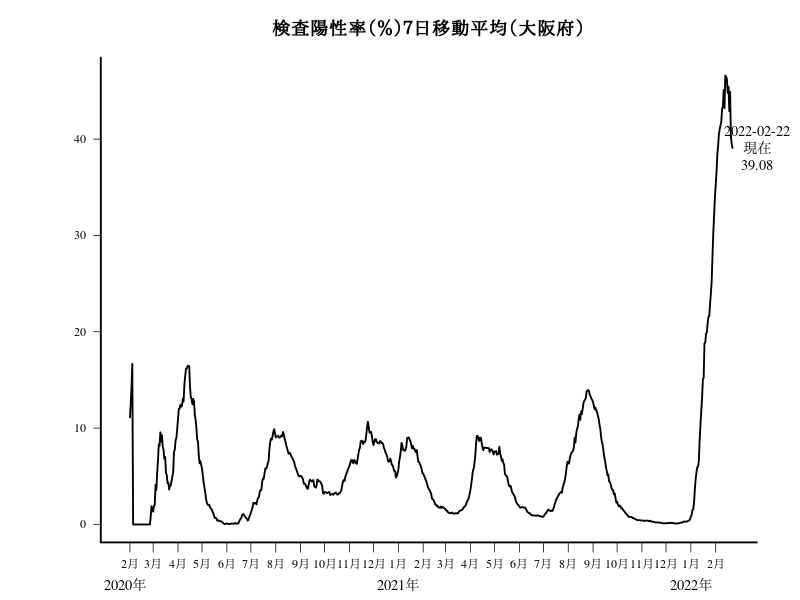 検査陽性率(%)7日移動平均(大阪府)
40
30
20
10
0
2022-02-22
現在
39.08
2月 3月 4月 5月 6月 7月 8月 9月 10月 11月 12月 1月 2月 3月 4月 5月 6月 7月 8月 9月 10月 11月 12月 1月 2月
2020年 2021年 2022年